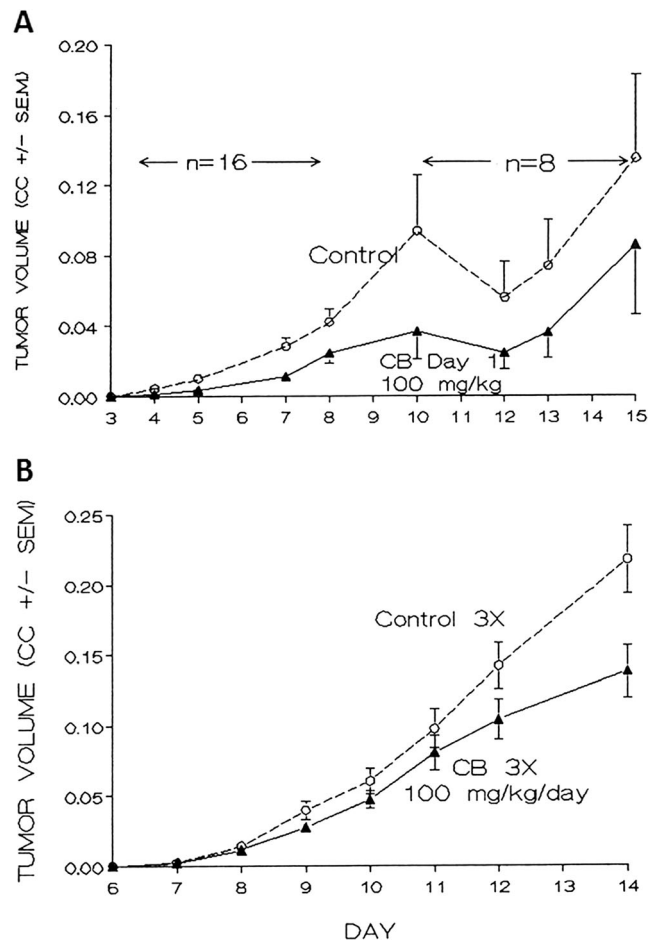 A
TUMOR VOLUME (CC +/- S.E.M)
0.20
0.16
0.12
0.08
0.04
0.00
n=16
n=8
Control
CB Day 1
100 mg/kg
3 4 5 6 7 8 9 10 11 12 13 14 15
B
TUMOR VOLUME (CC +/- SEM)
0.25
0.20
0.15
0.10
0.05
0.00
Control 3X
CB 3X
100 mg/kg/day
6 7 8 9 10 11 12 13 14
DAY